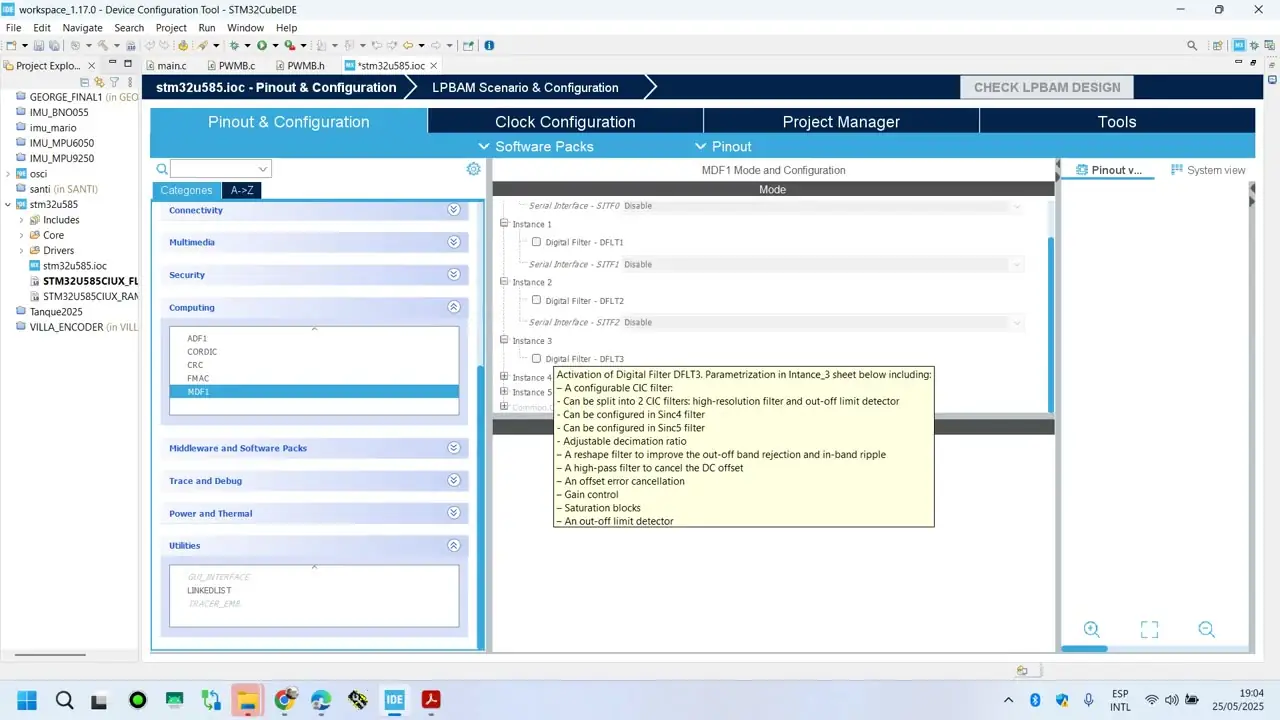 workspace_1.17.0 - Device Configuration Tool - STM32CubeIDE
File Edit Navigate Search Project Run Window Help
Project Explo...
main.c
PWMB.c
PWMB.h
*stm32u585.ioc
GEORGE_FINAL1 (in GEO
IMU_BNO055
imu_mario
IMU_MPU6050
IMU_MPU9250
osci
santi (in SANTI)
stm32u585
Includes
Core
Drivers
stm32u585.ioc
STM32U585CIUX_FL
STM32U585CIUX_RAM
Tanque2025
VILLA_ENCODER (in VILL
stm32u585.ioc - Pinout & Configuration
LPBAM Scenario & Configuration
CHECK LPBAM DESIGN
Pinout & Configuration
Clock Configuration
Project Manager
Tools
Software Packs
Pinout
Categories
A->Z
Connectivity
Multimedia
Security
Computing
ADF1
CORDIC
CRC
FMAC
MDF1
Middleware and Software Packs
Trace and Debug
Power and Thermal
Utilities
GUI_INTERFACE
LINKEDLIST
TRACER_EMB
MDF1 Mode and Configuration
Mode
Serial Interface - SITF0 Disable
Instance 1
Digital Filter - DFLT1
Serial Interface - SITF1 Disable
Instance 2
Digital Filter - DFLT2
Serial Interface - SITF2 Disable
Instance 3
Digital Filter - DFLT3
Instance 4
Instance 5
Activation of Digital Filter DFLT3. Parametrization in Intance_3 sheet below including:
– A configurable CIC filter:
- Can be split into 2 CIC filters: high-resolution filter and out-off limit detector
- Can be configured in Sinc4 filter
- Can be configured in Sinc5 filter
- Adjustable decimation ratio
– A reshape filter to improve the out-off band rejection and in-band ripple
– A high-pass filter to cancel the DC offset
– An offset error cancellation
– Gain control
– Saturation blocks
– An out-off limit detector
Pinout v...
System view
IDE
ESP
INTL
19:04
25/05/2025